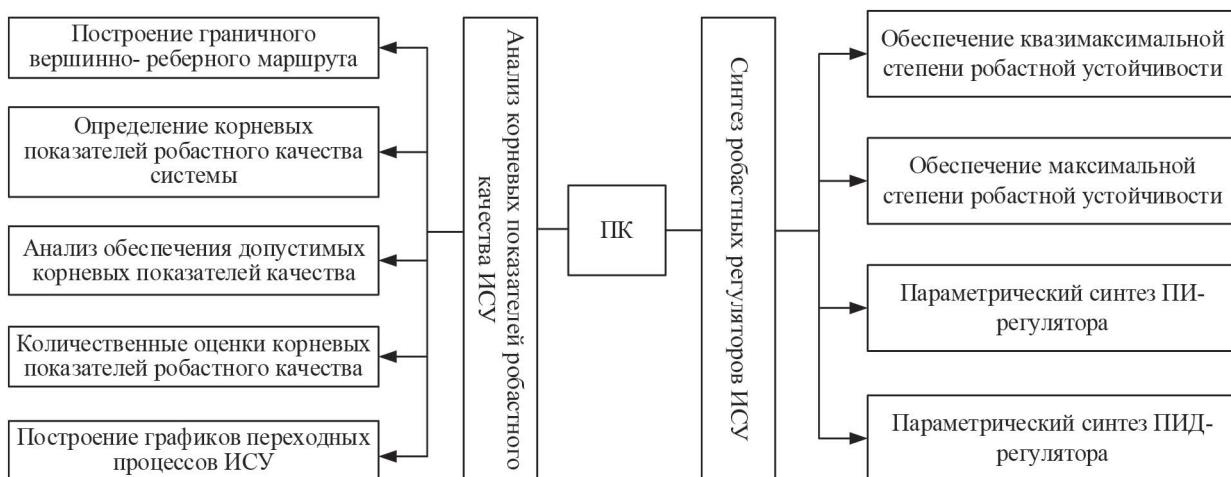 Построение граничного
вершинно- реберного маршрута
Определение корневых
показателей робастного качества
системы
Анализ обеспечения допустимых
корневых показателей качества
Количественные оценки корневых
показателей робастного качества
Построение графиков переходных
процессов ИСУ
Анализ корневых показателей робастного
качества ИСУ
ПК
Синтез робастных регуляторов ИСУ
Обеспечение квазимаксимальной
степени робастной устойчивости
Обеспечение максимальной
степени робастной устойчивости
Параметрический синтез ПИ-
регулятора
Параметрический синтез ПИД-
регулятора